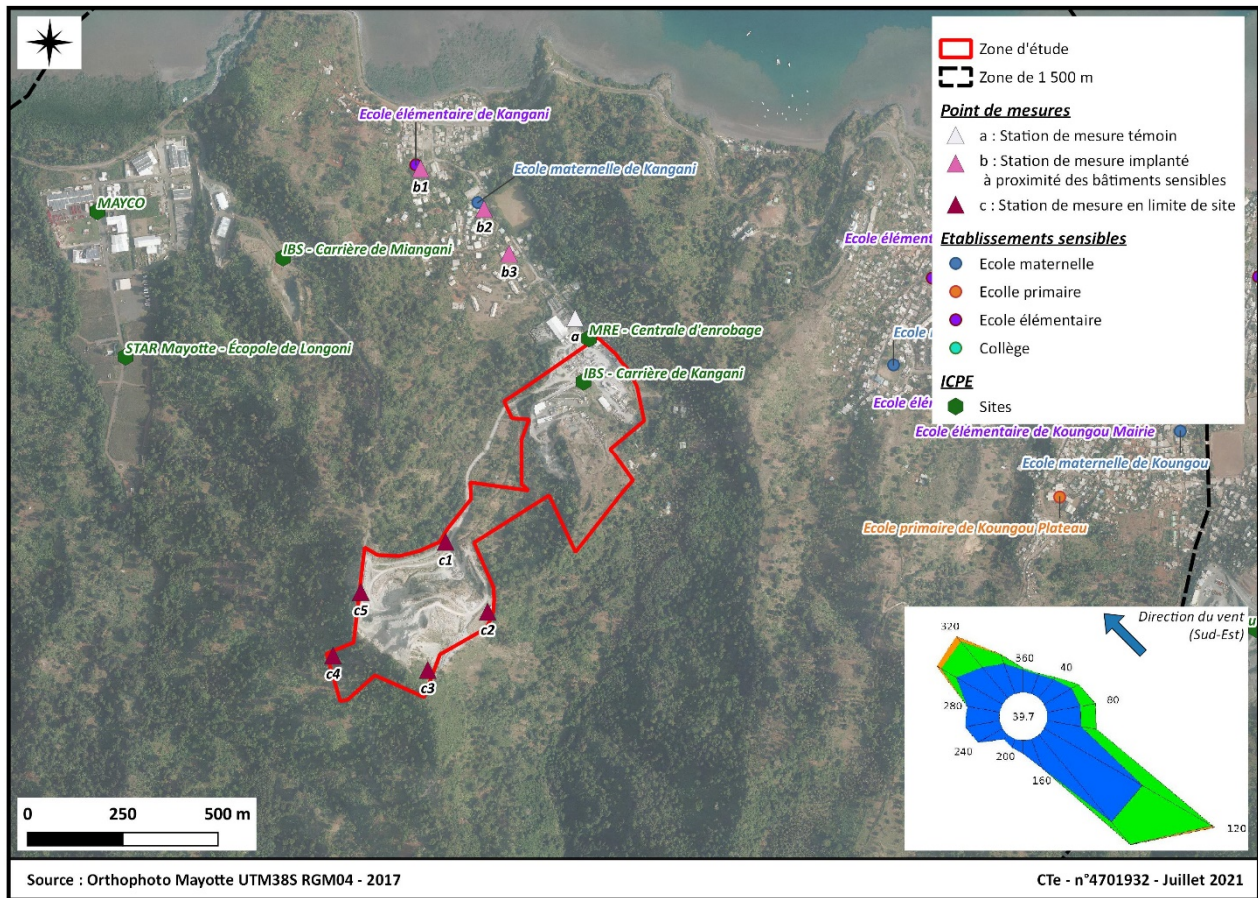 Ecole élémentaire de Kangani
b1
Ecole maternelle de Kangani
b2
b3
MAYCO
IBS - Carrière de Miangani
STAR Mayotte - Écopole de Longoni
a
MRE - Centrale d'enrobage
IBS - Carrière de Kangani
c1
c2
c3
c4
c5
Ecole élémentaire de Koungou Mairie
Ecole maternelle de Koungou
Ecole primaire de Koungou Plateau
Ecole élém
Ecole
Ecole élém
Zone d'étude
Zone de 1 500 m
Point de mesures
a : Station de mesure témoin
b : Station de mesure implanté
à proximité des bâtiments sensibles
c : Station de mesure en limite de site
Etablissements sensibles
Ecole maternelle
Ecolle primaire
Ecole élémentaire
Collège
ICPE
Sites
Direction du vent
(Sud-Est)
320
360
40
80
280
39.7
240
200
160
120
0 250 500 m
Source : Orthophoto Mayotte UTM38S RGM04 - 2017
CTe - n°4701932 - Juillet 2021